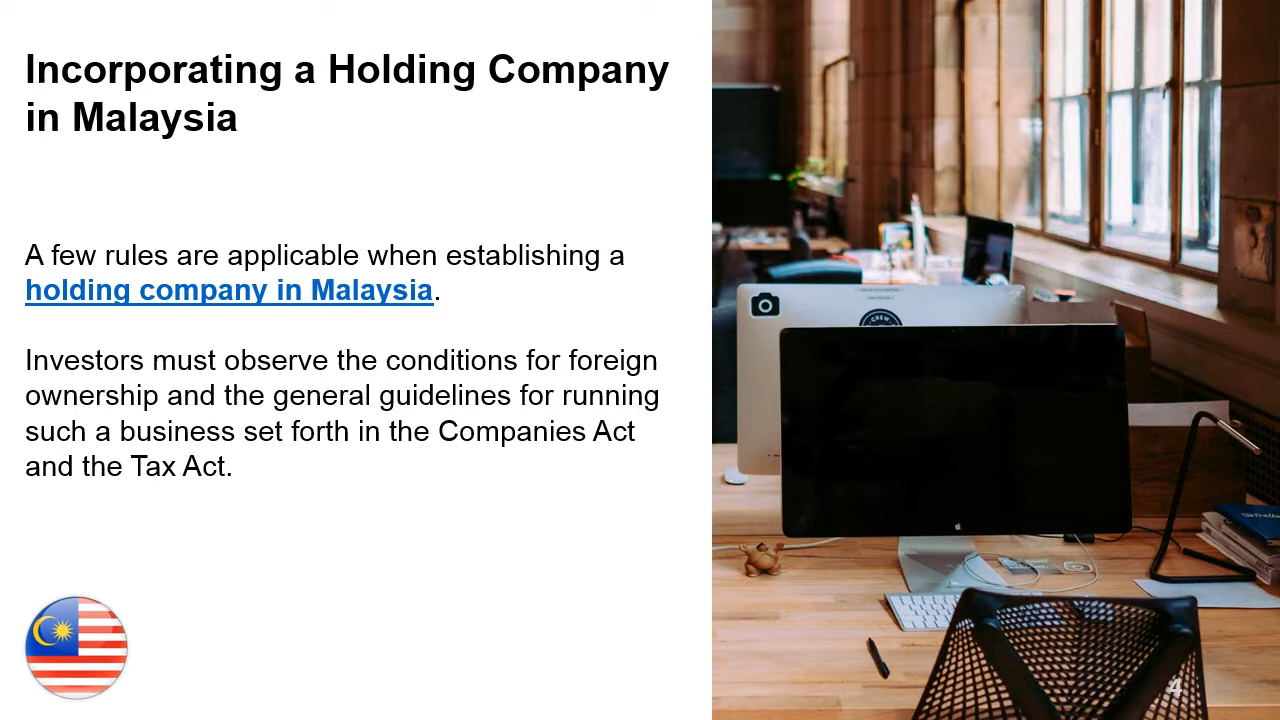 Incorporating a Holding Company
in Malaysia
A few rules are applicable when establishing a
holding company in Malaysia.
Investors must observe the conditions for foreign
ownership and the general guidelines for running
such a business set forth in the Companies Act
and the Tax Act.
CREW
4